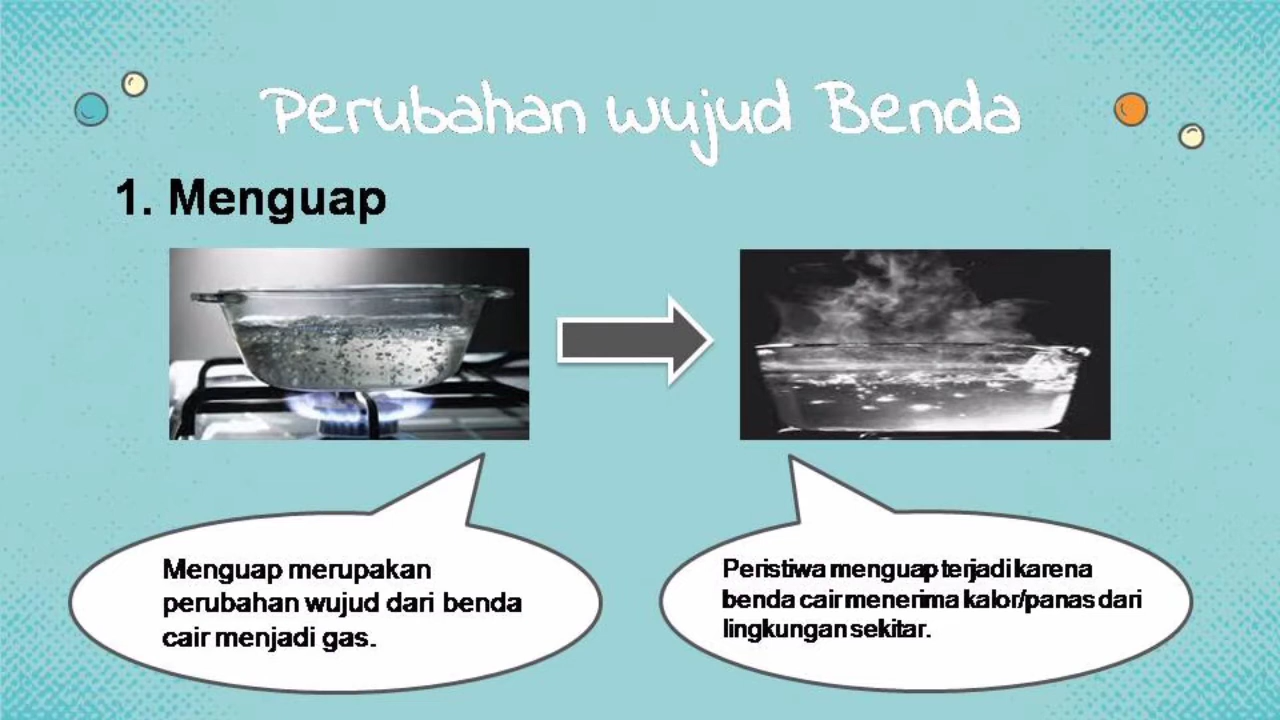 Perubahan Wujud Benda
1. Menguap
Menguap merupakan
perubahan wujud dari benda
cair menjadi gas.
Peristiwa menguap terjadi karena
benda cair menerima kalor/panas dari
lingkungan sekitar.